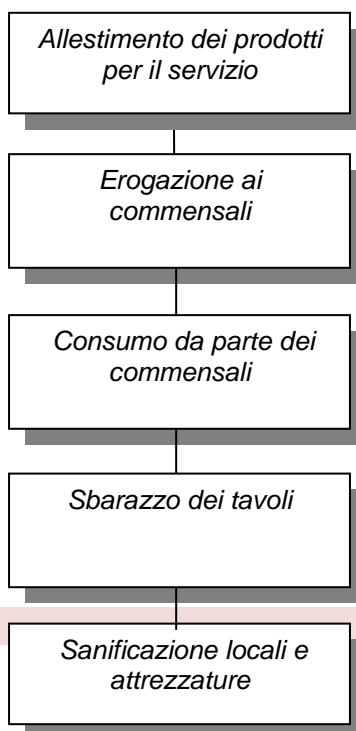 Allestimento dei prodotti
per il servizio
Erogazione ai
commensali
Consumo da parte dei
commensali
Sbarazzo dei tavoli
Sanificazione locali e
attrezzature